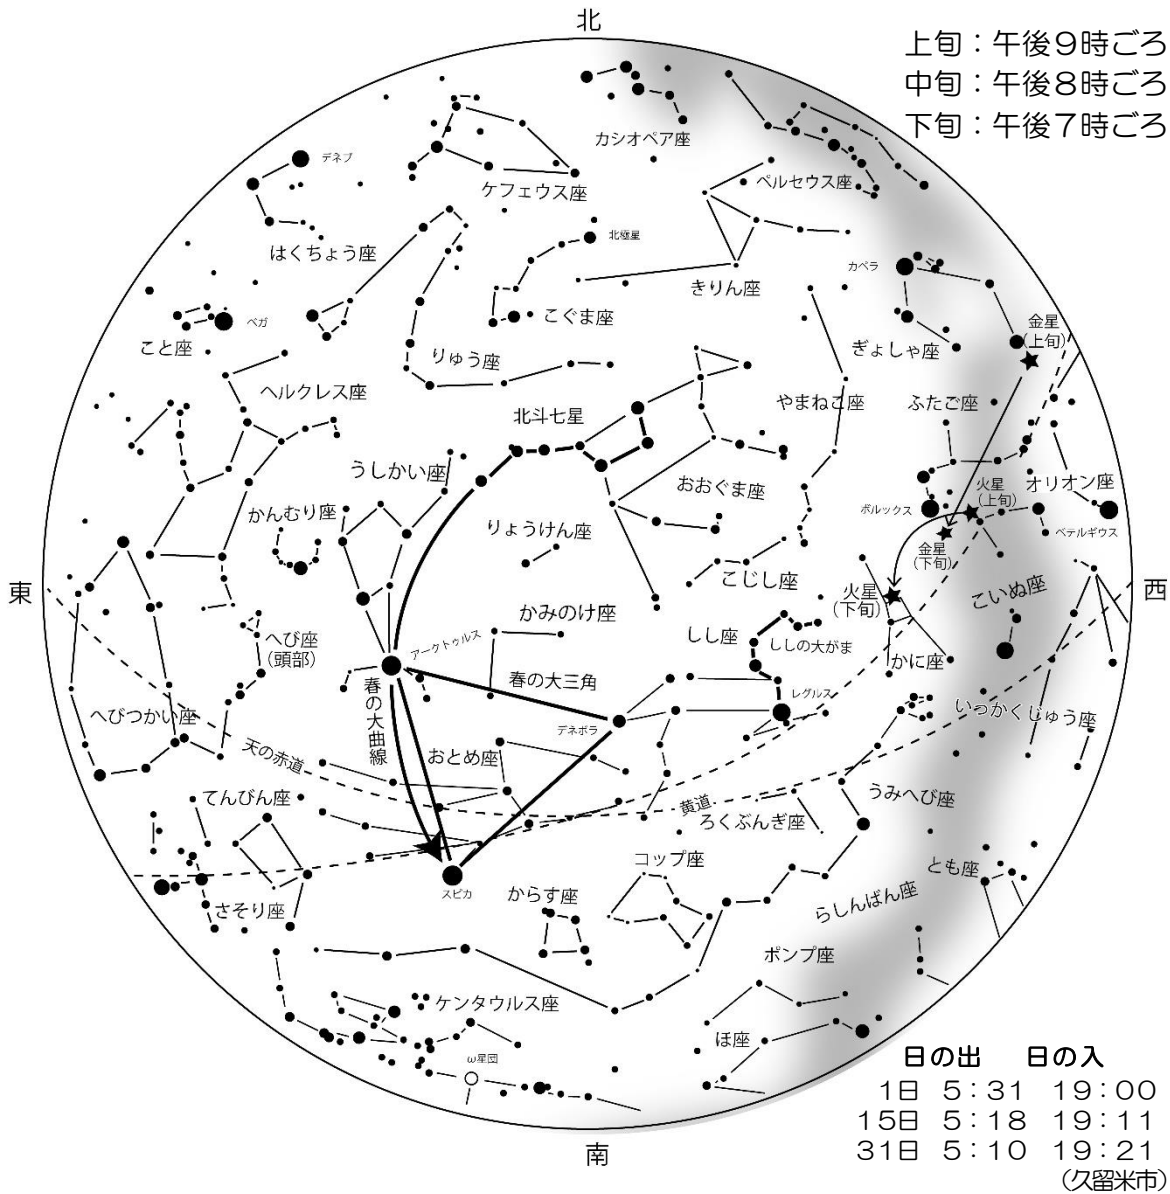 北
上旬：午後９時ごろ
中旬：午後８時ごろ
下旬：午後７時ごろ
カシオペア座
デネブ
ケフェウス座
ペルセウス座
北極星
はくちょう座
カペラ
きりん座
ベガ
こぐま座
金星
（上旬）
こと座
りゅう座
ぎょしゃ座
ヘルクレス座
北斗七星
やまねこ座
ふたご座
うしかい座
おおぐま座
火星
（上旬）
オリオン座
かんむり座
りょうけん座
ポルックス
ベテルギウス
金星
（下旬）
こじし座
東
火星
（下旬）
こいぬ座
西
かみのけ座
へび座
（頭部）
アークトゥルス
しし座
ししの大がま
かに座
春の大三角
レグルス
春の大曲線
デネボラ
へびつかい座
いっかくじゅう座
天の赤道
おとめ座
てんびん座
黄道
ろくぶんぎ座
うみへび座
コップ座
とも座
スピカ
からす座
さそり座
らしんばん座
ポンプ座
ケンタウルス座
ほ座
ω星団
南
日の出　日の入
1日　5：31　19：00
15日　5：18　19：11
31日　5：10　19：21
（久留米市）